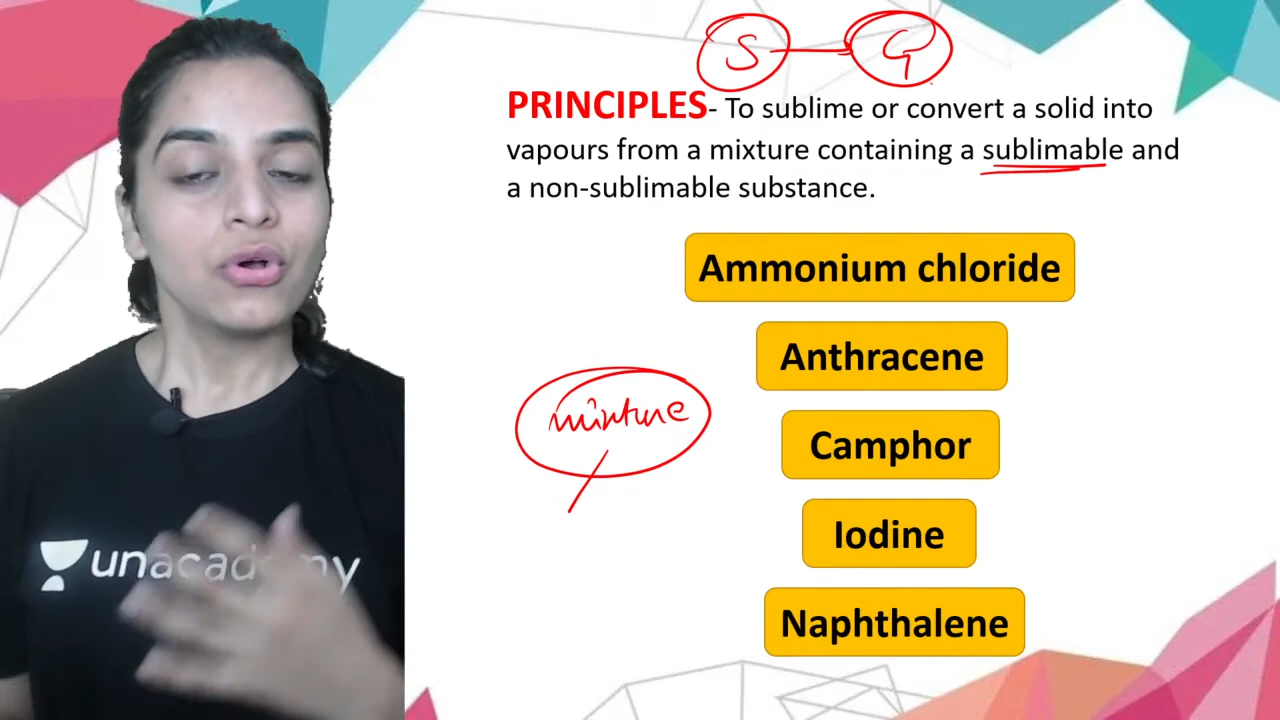 S G
PRINCIPLES- To sublime or convert a solid into
vapours from a mixture containing a sublimable and
a non-sublimable substance.
Ammonium chloride
Anthracene
mixture
Camphor
Iodine
Naphthalene
unacademy